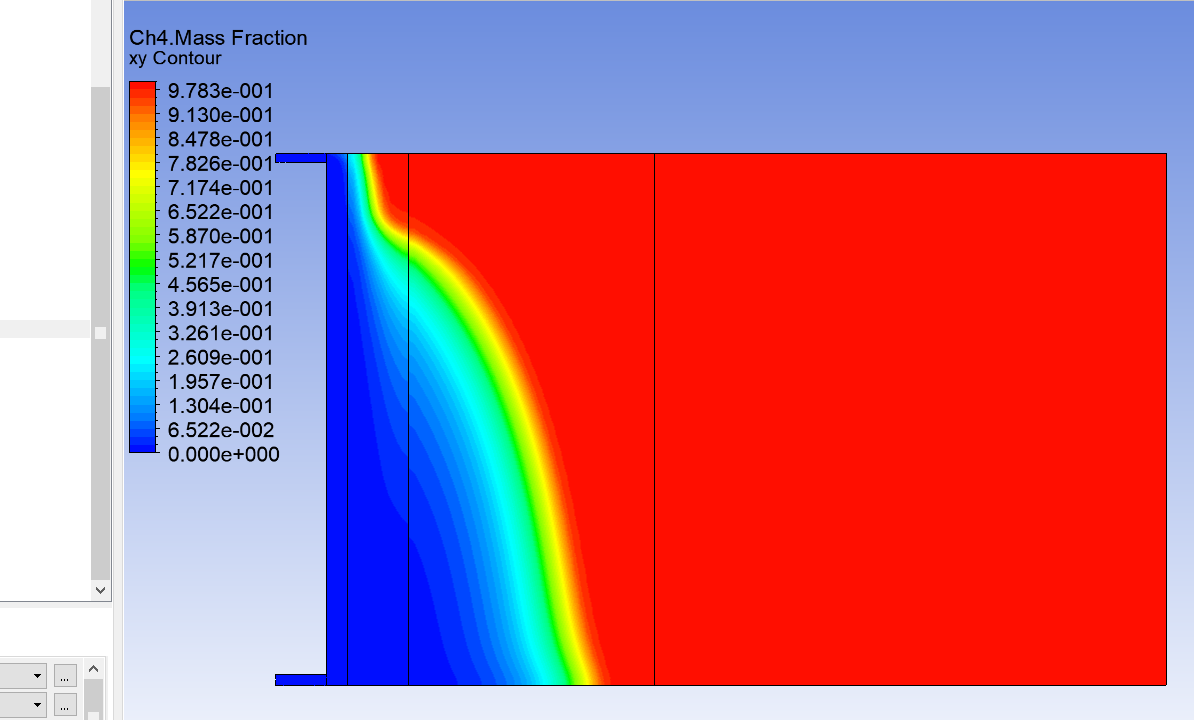 Ch4.Mass Fraction
xy Contour
9.783e-001
9.130e-001
8.478e-001
7.826e-001
7.174e-001
6.522e-001
5.870e-001
5.217e-001
4.565e-001
3.913e-001
3.261e-001
2.609e-001
1.957e-001
1.304e-001
6.522e-002
0.000e+000
...
...